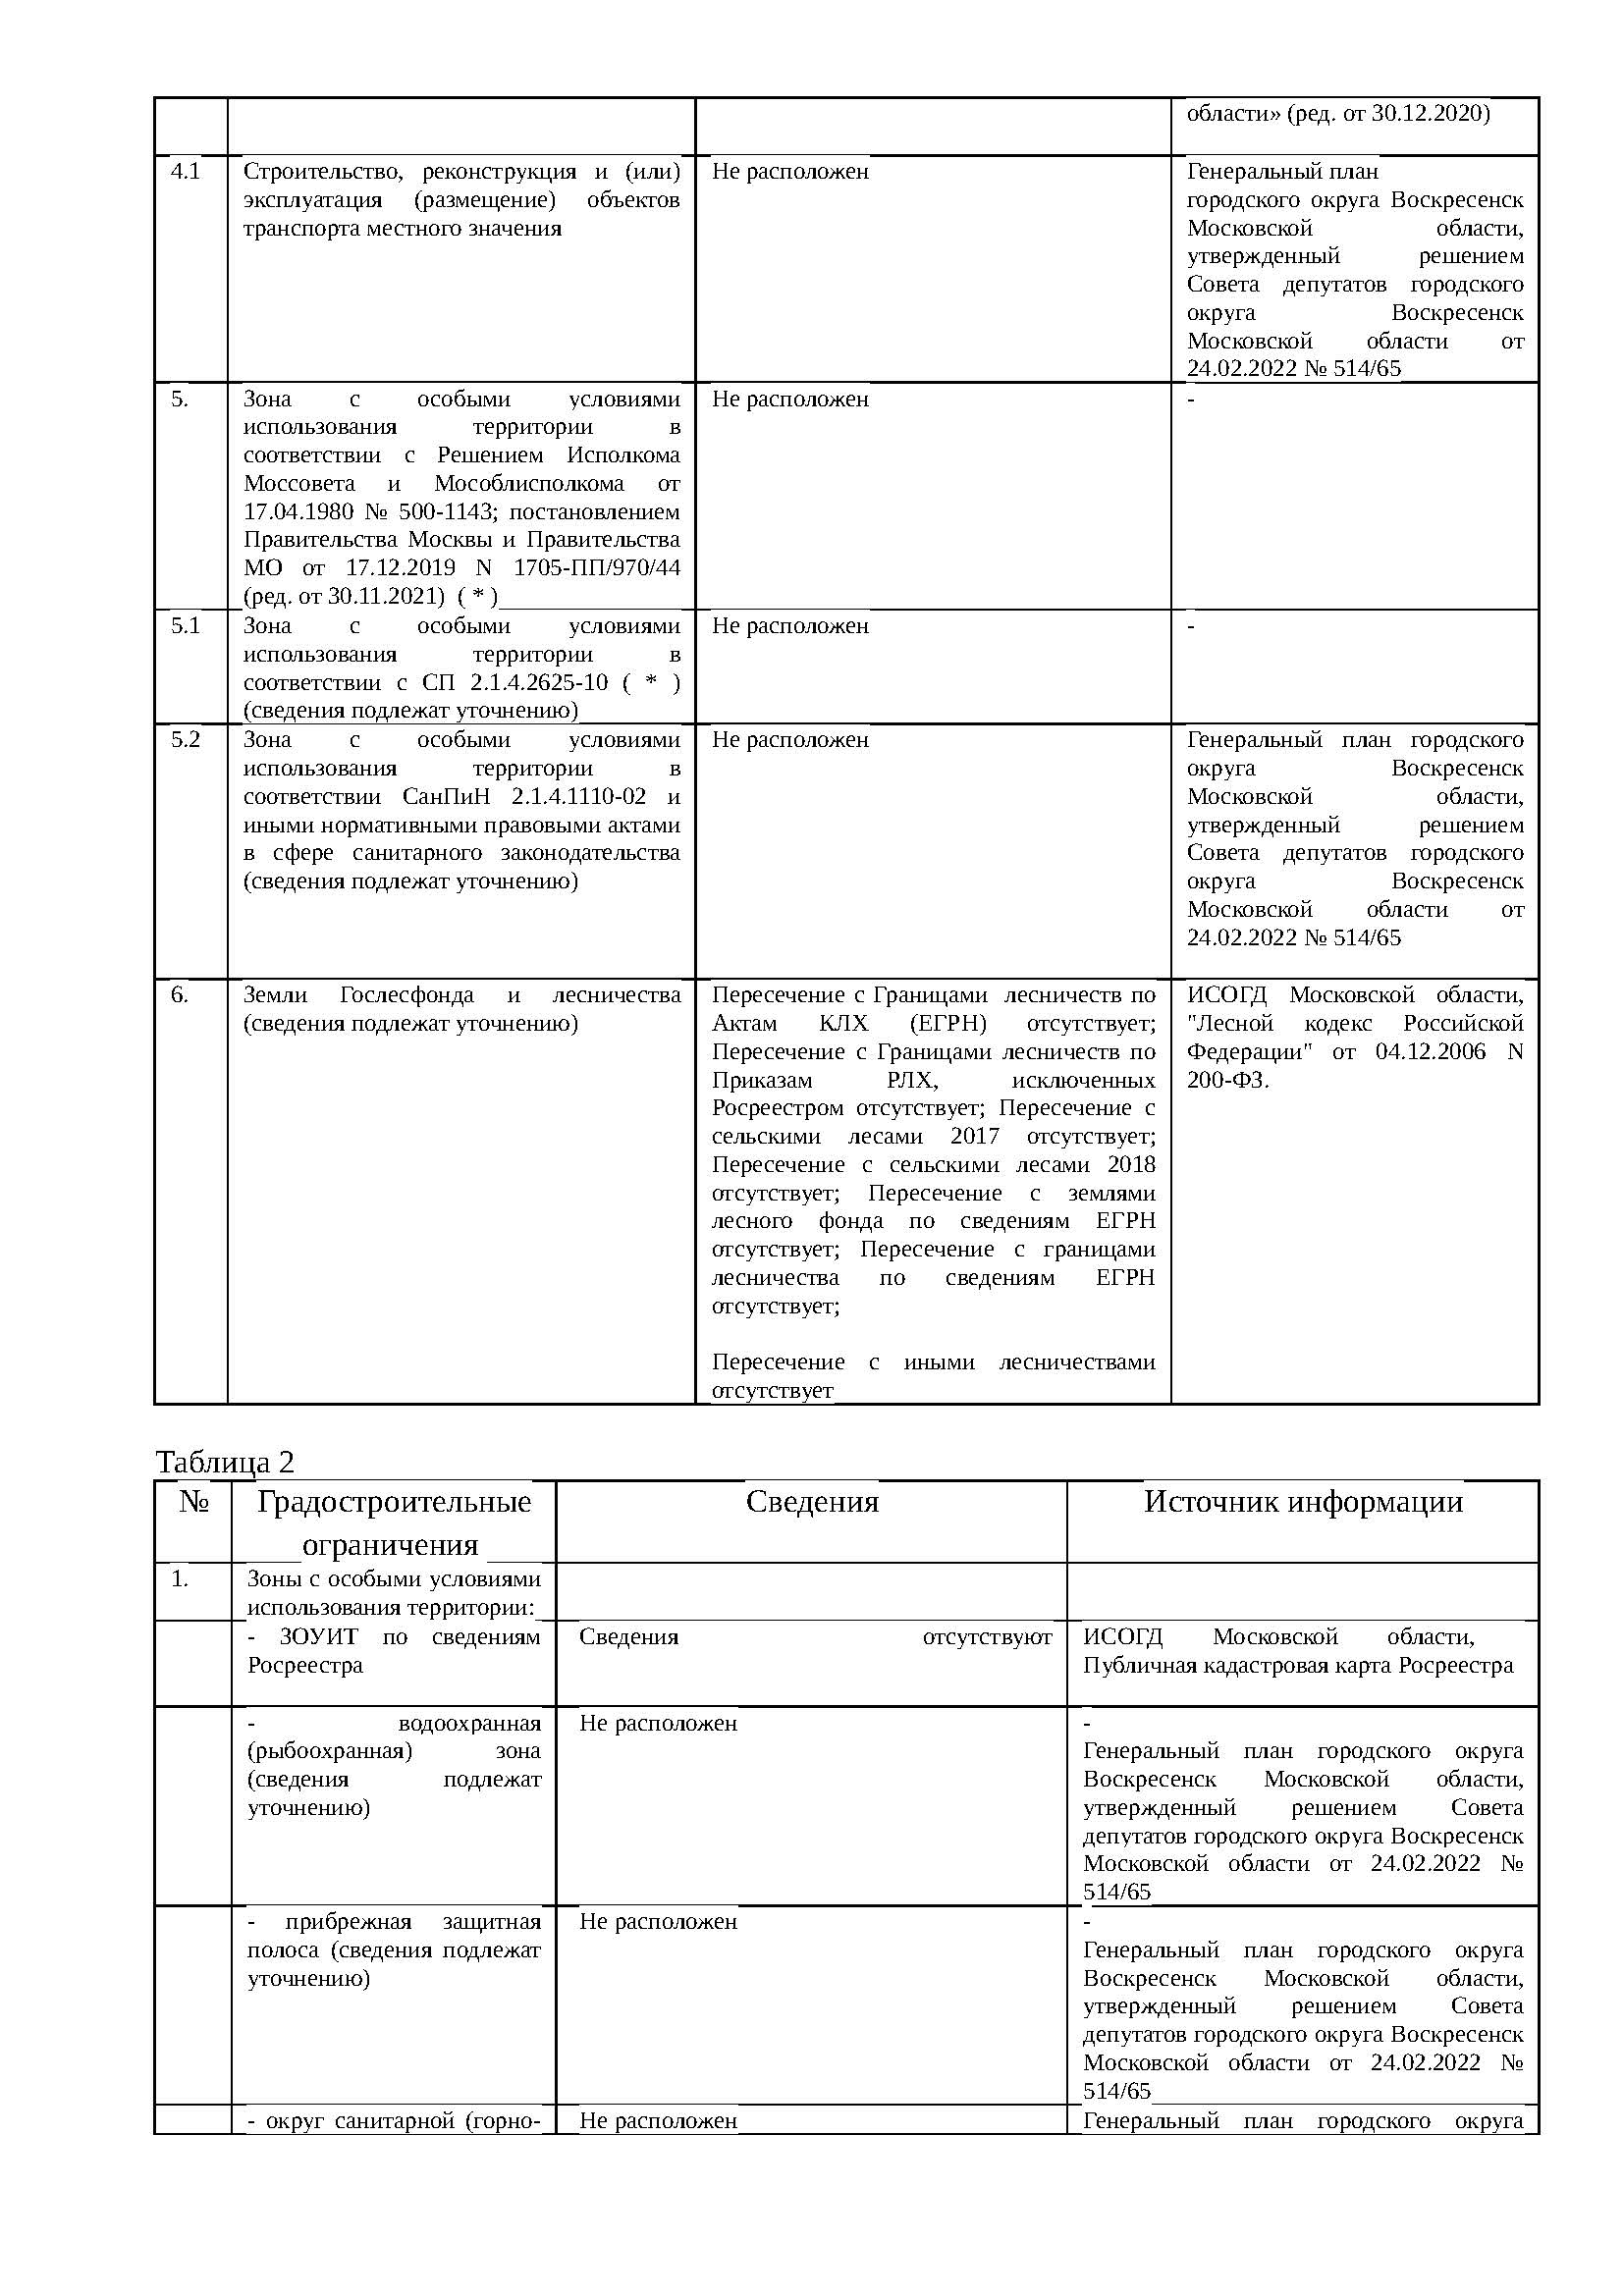 области» (ред. от 30.12.2020)
4.1
Строительство, реконструкция и (или)
эксплуатация (размещение) объектов
транспорта местного значения
Не расположен
Генеральный план
городского округа Воскресенск
Московской области,
утвержденный решением
Совета депутатов городского
округа Воскресенск
Московской области от
24.02.2022 № 514/65
5.
Зона с особыми условиями
использования территории в
соответствии с Решением Исполкома
Моссовета и Мособлисполкома от
17.04.1980 № 500-1143; постановлением
Правительства Москвы и Правительства
МО от 17.12.2019 N 1705-ПП/970/44
(ред. от 30.11.2021) ( * )
Не расположен
-
5.1
Зона с особыми условиями
использования территории в
соответствии с СП 2.1.4.2625-10 ( * )
(сведения подлежат уточнению)
Не расположен
-
5.2
Зона с особыми условиями
использования территории в
соответствии СанПиН 2.1.4.1110-02 и
иными нормативными правовыми актами
в сфере санитарного законодательства
(сведения подлежат уточнению)
Не расположен
Генеральный план городского
округа Воскресенск
Московской области,
утвержденный решением
Совета депутатов городского
округа Воскресенск
Московской области от
24.02.2022 № 514/65
6.
Земли Гослесфонда и лесничества
(сведения подлежат уточнению)
Пересечение с Границами лесничеств по
Актам КЛХ (ЕГРН) отсутствует;
Пересечение с Границами лесничеств по
Приказам РЛХ, исключенных
Росреестром отсутствует; Пересечение с
сельскими лесами 2017 отсутствует;
Пересечение с сельскими лесами 2018
отсутствует; Пересечение с землями
лесного фонда по сведениям ЕГРН
отсутствует; Пересечение с границами
лесничества по сведениям ЕГРН
отсутствует;
Пересечение с иными лесничествами
отсутствует
ИСОГД Московской области,
"Лесной кодекс Российской
Федерации" от 04.12.2006 N
200-ФЗ.
Таблица 2
№
Градостроительные
ограничения
Сведения
Источник информации
1.
Зоны с особыми условиями
использования территории:
- ЗОУИТ по сведениям
Росреестра
Сведения отсутствуют
ИСОГД Московской области,
Публичная кадастровая карта Росреестра
- водоохранная
(рыбоохранная) зона
(сведения подлежат
уточнению)
Не расположен
-
Генеральный план городского округа
Воскресенск Московской области,
утвержденный решением Совета
депутатов городского округа Воскресенск
Московской области от 24.02.2022 №
514/65
- прибрежная защитная
полоса (сведения подлежат
уточнению)
Не расположен
-
Генеральный план городского округа
Воскресенск Московской области,
утвержденный решением Совета
депутатов городского округа Воскресенск
Московской области от 24.02.2022 №
514/65
- округ санитарной (горно-
Не расположен
Генеральный план городского округа